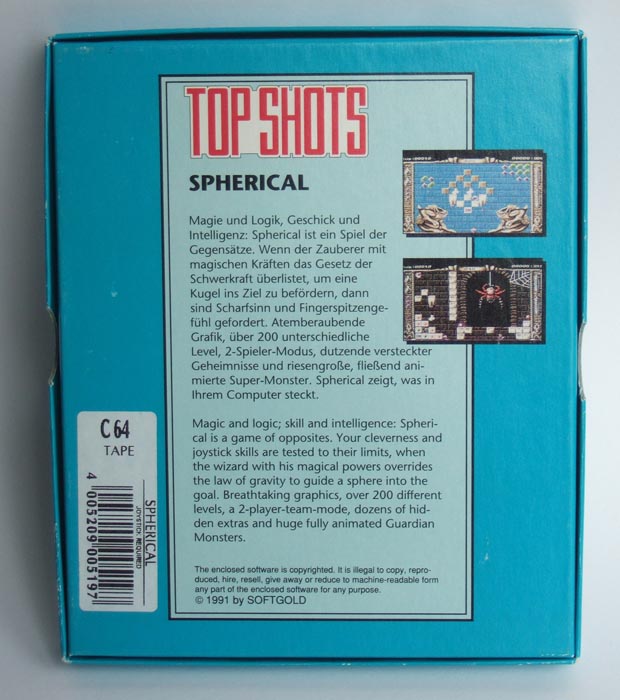 TOP SHOTS
SPHERICAL
Magie und Logik, Geschick und
Intelligenz: Spherical ist ein Spiel der
Gegensätze. Wenn der Zauberer mit
magischen Kräften das Gesetz der
Schwerkraft überlistet, um eine
Kugel ins Ziel zu befördern, dann
sind Scharfsinn und Fingerspitzenge-
fühl gefordert. Atemberaubende
Grafik, über 200 unterschiedliche
Level, 2-Spieler-Modus, dutzende versteckter
Geheimnisse und riesengroße, fließend ani-
mierte Super-Monster. Spherical zeigt, was in
Ihrem Computer steckt.
Magic and logic; skill and intelligence: Spheri-
cal is a game of opposites. Your cleverness and
joystick skills are tested to their limits, when
the wizard with his magical powers overrides
the law of gravity to guide a sphere into the
goal. Breathtaking graphics, over 200 different
levels, a 2-player-team-mode, dozens of hid-
den extras and huge fully animated Guardian
Monsters.
The enclosed software is copyrighted. It is illegal to copy, repro-
duced, hire, resell, give away or reduce to machine-readable form
any part of the enclosed software for any purpose.
© 1991 by SOFTGOLD
C64
TAPE
SPHERICAL
JOYSTICK REQUIRED
4 005209 005197